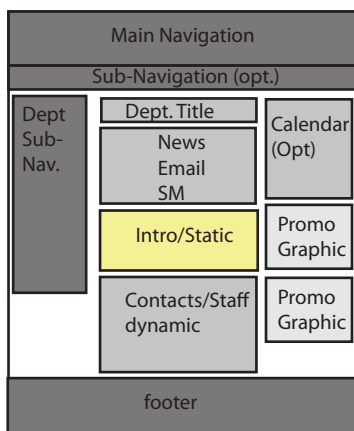 Main Navigation
Sub-Navigation (opt.)
Dept
Sub-
Nav.
Dept. Title
News
Email
SM
Intro/Static
Contacts/Staff
dynamic
Calendar
(Opt)
Promo
Graphic
Promo
Graphic
footer